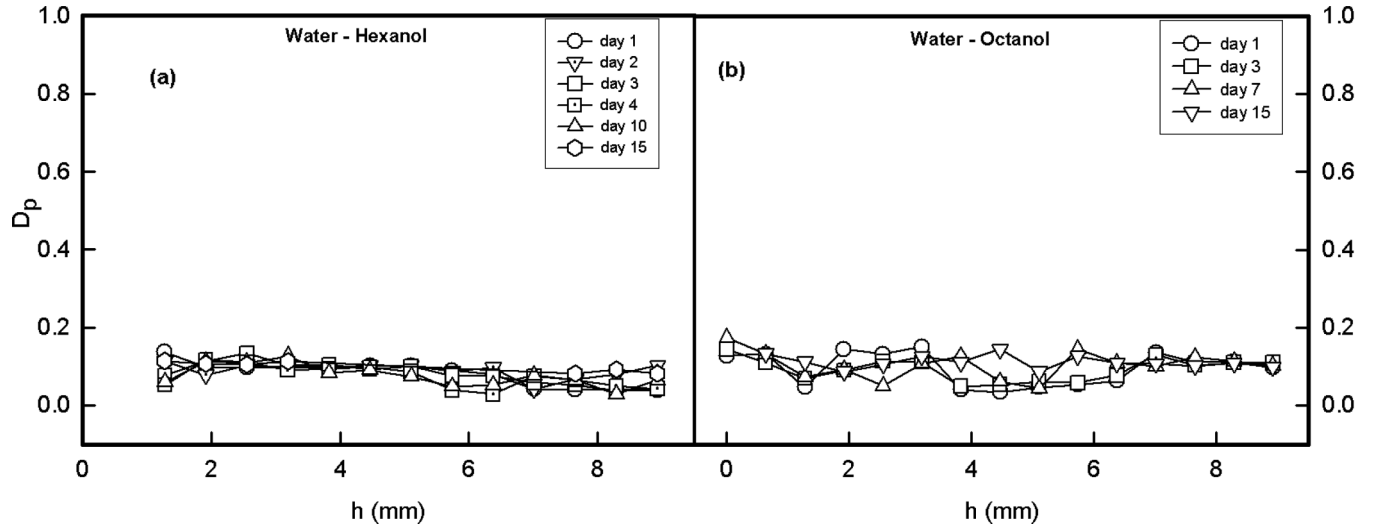 Water - Hexanol
(a)
day 1
day 2
day 3
day 4
day 10
day 15
1.0
0.8
0.6
0.4
0.2
0.0
Dp
0
2
4
6
8
h (mm)
Water - Octanol
(b)
day 1
day 3
day 7
day 15
1.0
0.8
0.6
0.4
0.2
0.0
0
2
4
6
8
h (mm)